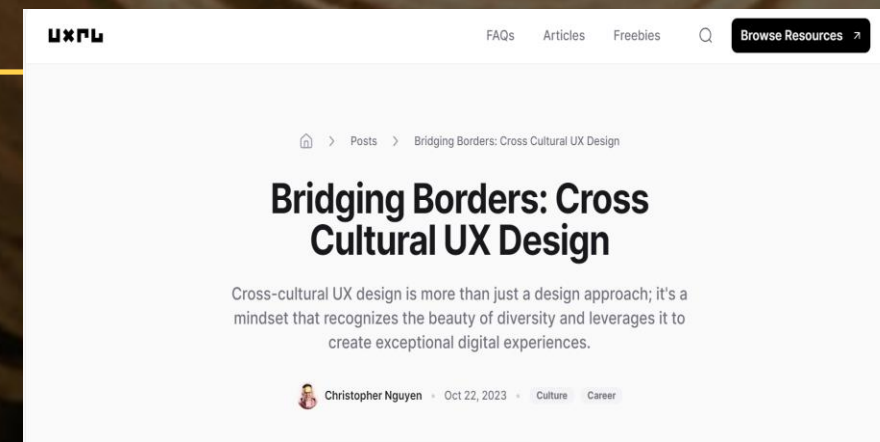 UXPL
FAQs Articles Freebies Browse Resources
Posts Bridging Borders: Cross Cultural UX Design
Bridging Borders: Cross
Cultural UX Design
Cross-cultural UX design is more than just a design approach; it's a
mindset that recognizes the beauty of diversity and leverages it to
create exceptional digital experiences.
Christopher Nguyen Oct 22, 2023 Culture Career